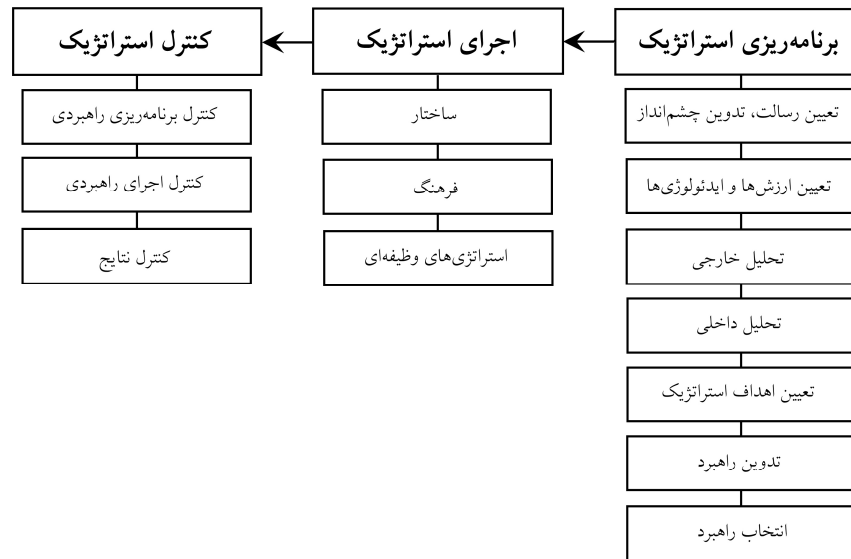 برنامه‌ریزی استراتژیک
تعیین رسالت، تدوین چشم‌انداز
تعیین ارزش‌ها و ایدئولوژی‌ها
تحلیل خارجی
تحلیل داخلی
تعیین اهداف استراتژیک
تدوین راهبرد
انتخاب راهبرد
اجرای استراتژیک
ساختار
فرهنگ
استراتژی‌های وظیفه‌ای
کنترل استراتژیک
کنترل برنامه‌ریزی راهبردی
کنترل اجرای راهبردی
کنترل نتایج